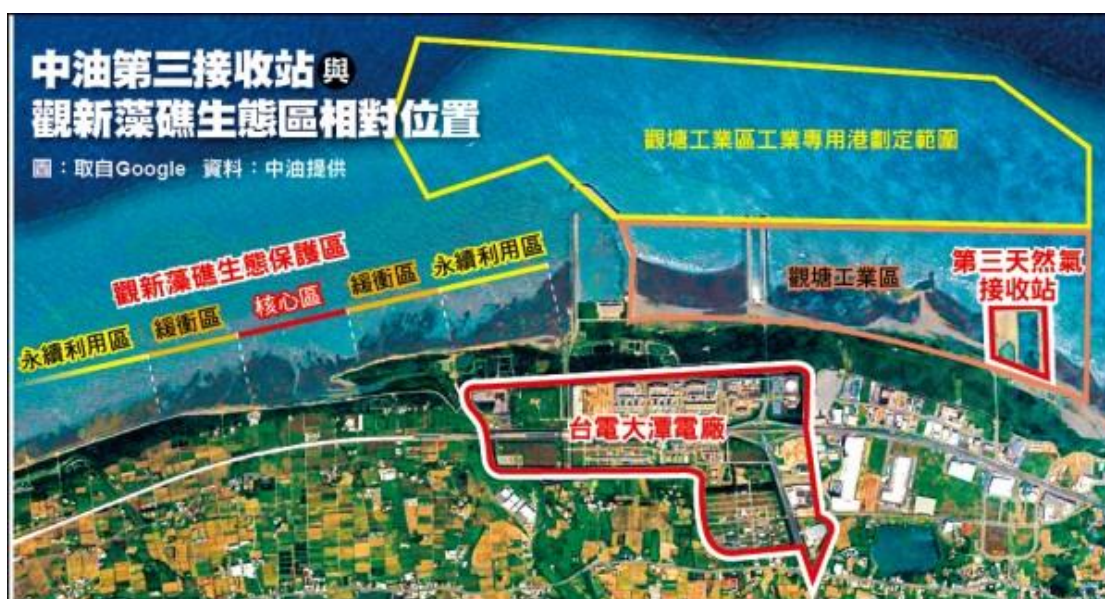 中油第三接收站與
觀新藻礁生態區相對位置
圖：取自Google 資料：中油提供
觀塘工業區工業專用港劃定範圍
觀新藻礁生態保護區
永續利用區
緩衝區
核心區
緩衝區
永續利用區
觀塘工業區
第三天然氣
接收站
台電大潭電廠